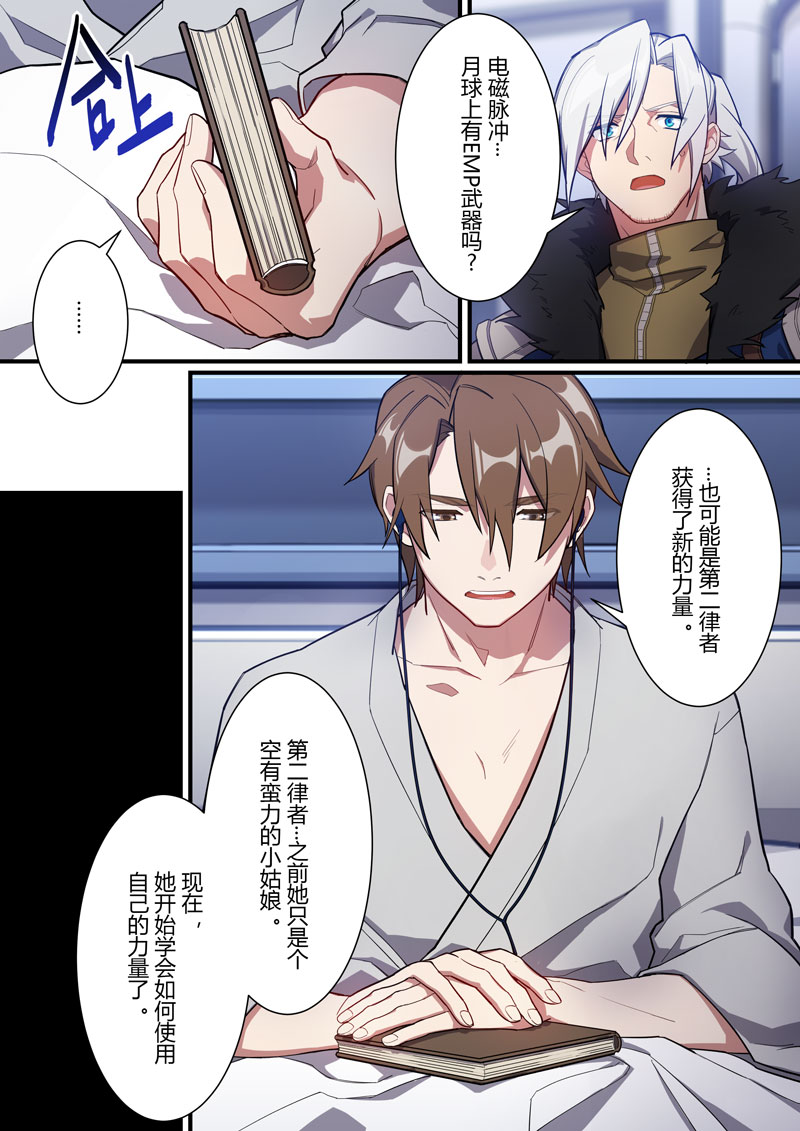 电磁脉冲…
月球上有EMP武器吗？
合上
……
…也可能是第二律者
获得了新的力量。
第二律者…之前她只是个
空有蛮力的小姑娘。
现在，
她开始学会如何使用
自己的力量了。